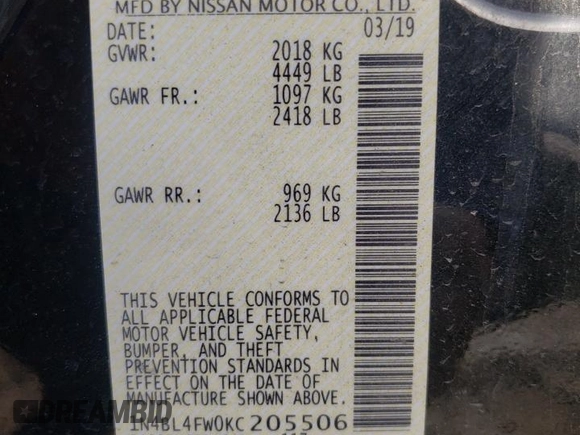 MFD BY NISSAN MOTOR CO., LTD.
DATE: 03/19
GVWR: 2018 KG
4449 LB
GAWR FR.: 1097 KG
2418 LB
GAWR RR.: 969 KG
2136 LB
THIS VEHICLE CONFORMS TO
ALL APPLICABLE FEDERAL
MOTOR VEHICLE SAFETY,
BUMPER, AND THEFT
PREVENTION STANDARDS IN
EFFECT ON THE DATE OF
MANUFACTURE SHOWN ABOVE.
1N4BL4FW0KC205506
DREAMBID